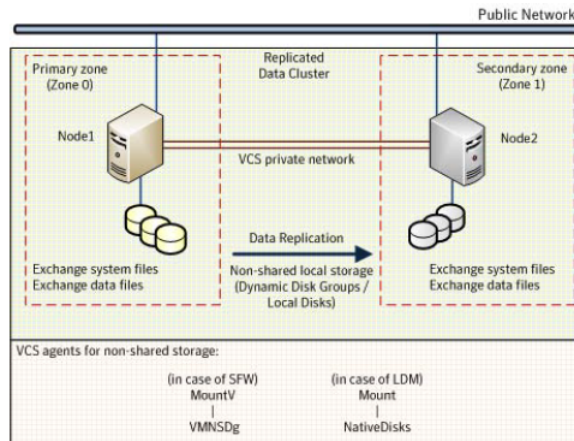 Public Network
Replicated
Data Cluster
Primary zone
(Zone 0)
Secondary zone
(Zone 1)
Node1
Node2
VCS private network
Data Replication
Non-shared local storage
(Dynamic Disk Groups /
Local Disks)
Exchange system files
Exchange data files
Exchange system files
Exchange data files
VCS agents for non-shared storage:
(in case of SFW)
MountV
|
VMNSDg
(in case of LDM)
Mount
|
NativeDisks